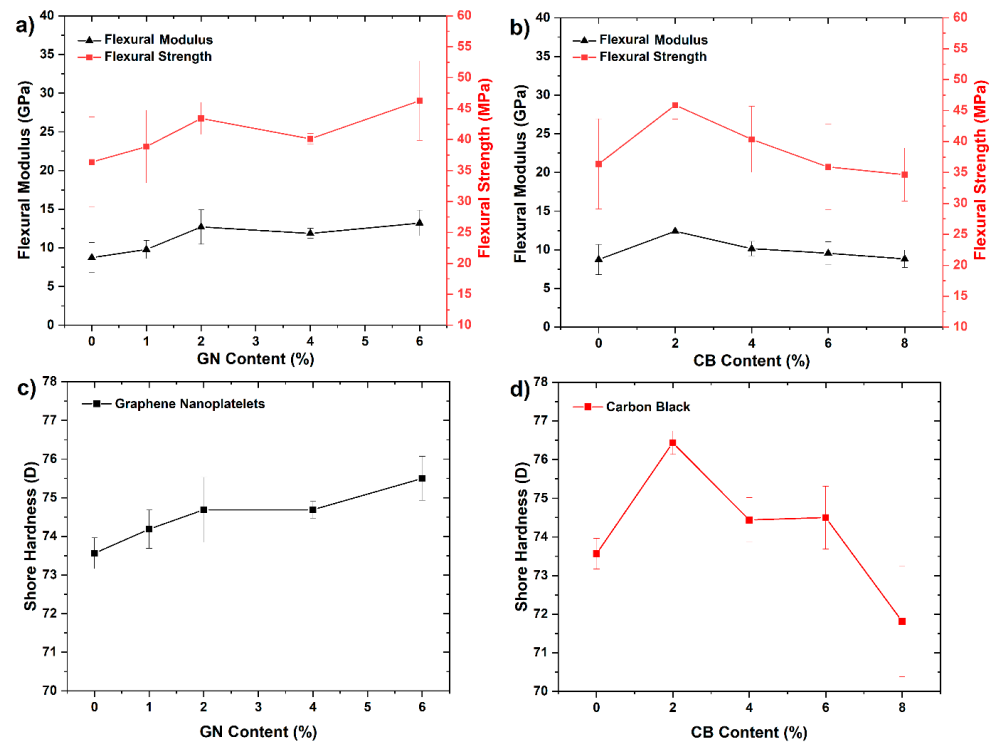 a)
Flexural Modulus
Flexural Strength
40
35
30
25
20
15
10
5
0
Flexural Modulus (GPa)
60
55
50
45
40
35
30
25
20
15
10
Flexural Strength (MPa)
0 1 2 3 4 5 6
GN Content (%)
b)
Flexural Modulus
Flexural Strength
40
35
30
25
20
15
10
5
0
Flexural Modulus (GPa)
60
55
50
45
40
35
30
25
20
15
10
Flexural Strength (MPa)
0 2 4 6 8
CB Content (%)
c)
Graphene Nanoplatelets
78
77
76
75
74
73
72
71
70
Shore Hardness (D)
0 1 2 3 4 5 6
GN Content (%)
d)
Carbon Black
78
77
76
75
74
73
72
71
70
Shore Hardness (D)
0 2 4 6 8
CB Content (%)